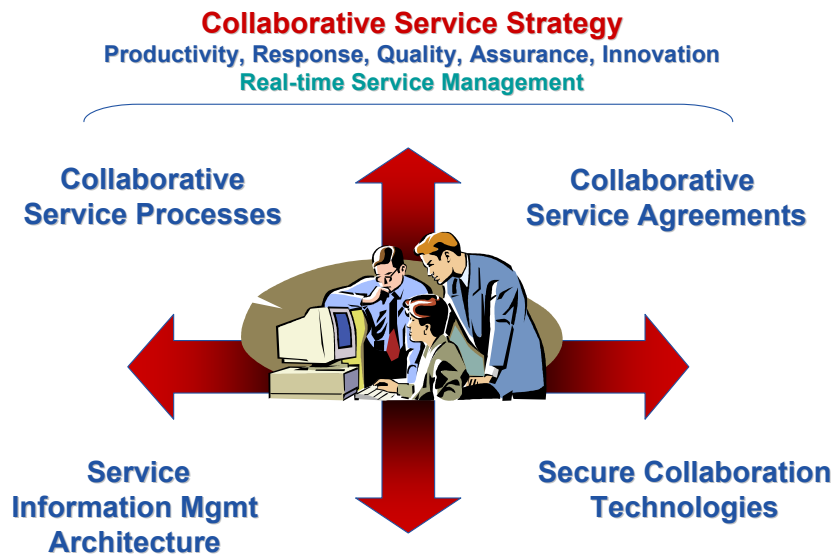 Collaborative Service Strategy
Productivity, Response, Quality, Assurance, Innovation
Real-time Service Management
Collaborative
Service Processes
Collaborative
Service Agreements
Service
Information Mgmt
Architecture
Secure Collaboration
Technologies